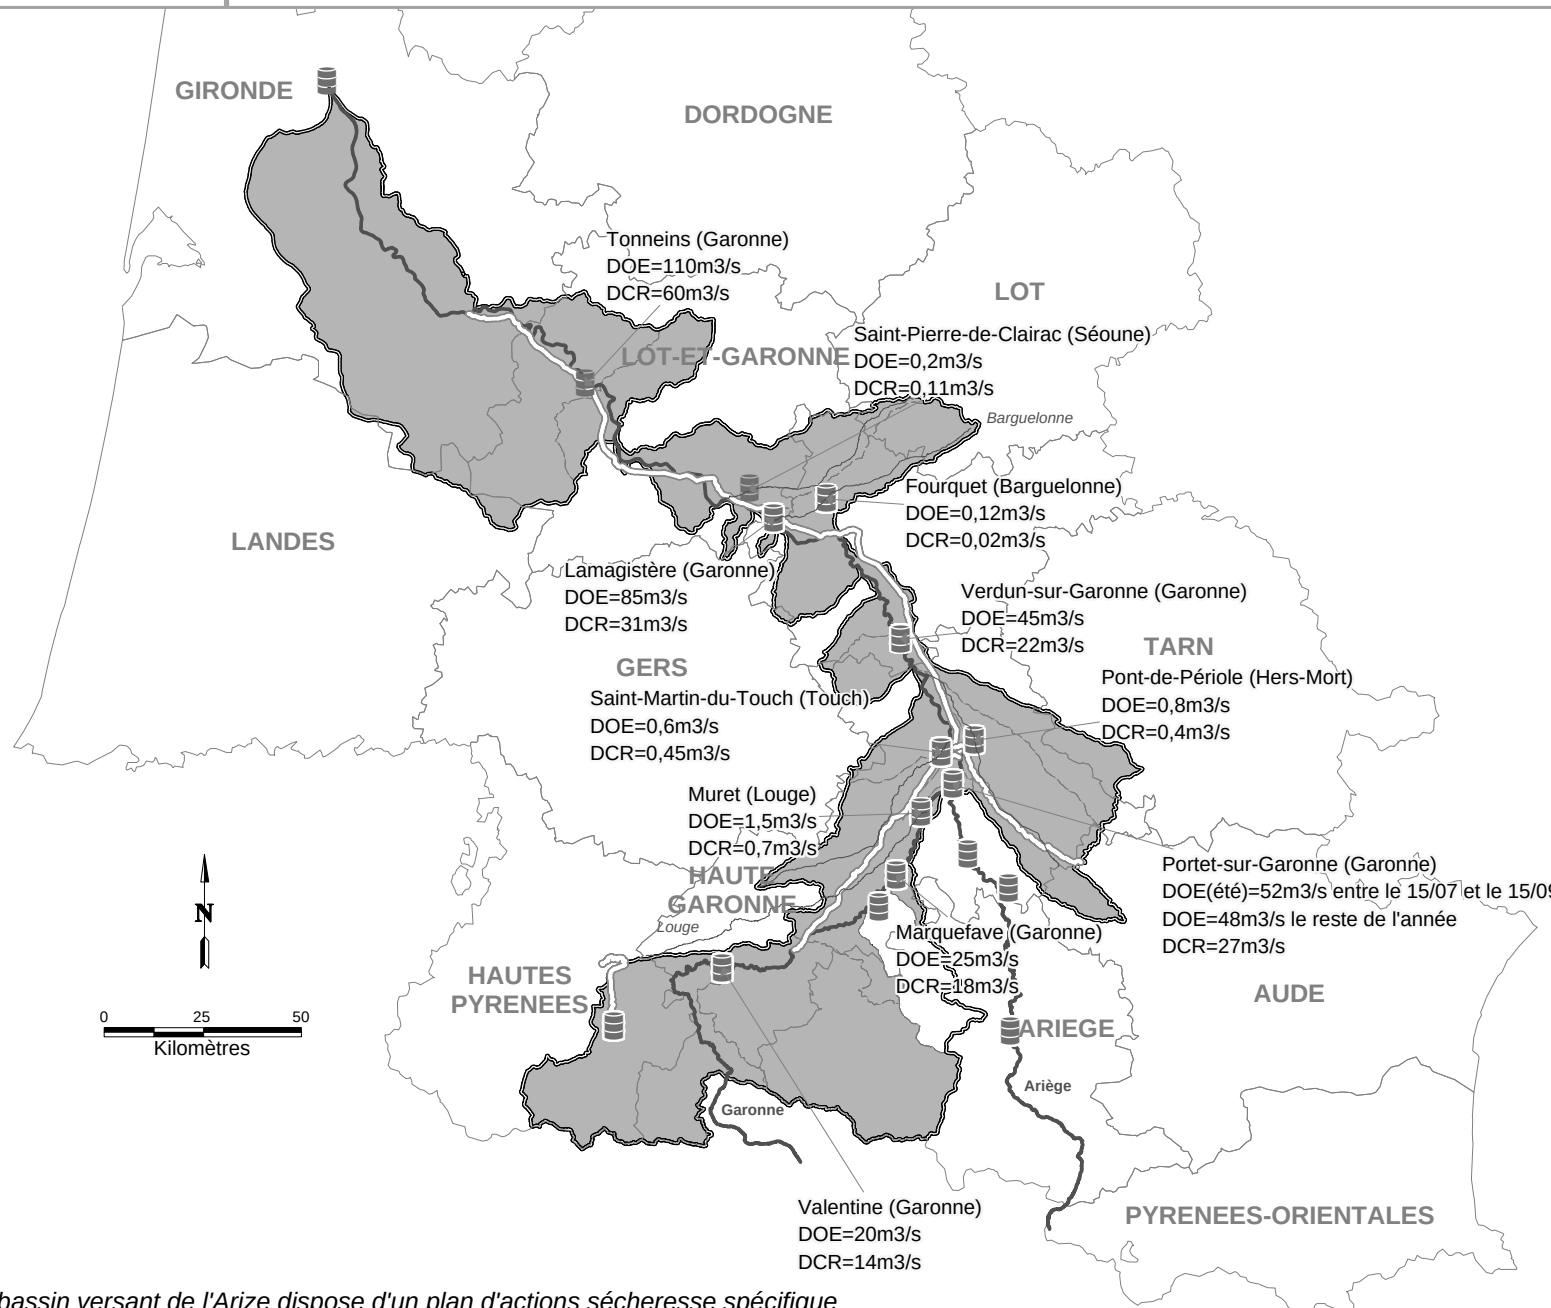 GIRONDE
DORDOGNE
Tonneins (Garonne)
DOE=110m3/s
DCR=60m3/s
LOT
LOT-ET-GARONNE
Saint-Pierre-de-Clairac (Séoune)
DOE=0,2m3/s
DCR=0,11m3/s
Barguelonne
Fourquet (Barguelonne)
DOE=0,12m3/s
DCR=0,02m3/s
LANDES
Lamagistère (Garonne)
DOE=85m3/s
DCR=31m3/s
Verdun-sur-Garonne (Garonne)
DOE=45m3/s
DCR=22m3/s
TARN
GERS
Pont-de-Périole (Hers-Mort)
DOE=0,8m3/s
DCR=0,4m3/s
Saint-Martin-du-Touch (Touch)
DOE=0,6m3/s
DCR=0,45m3/s
Muret (Louge)
DOE=1,5m3/s
DCR=0,7m3/s
HAUTE
GARONNE
Louge
Portet-sur-Garonne (Garonne)
DOE(été)=52m3/s entre le 15/07 et le 15/09
DOE=48m3/s le reste de l'année
DCR=27m3/s
Marquefave (Garonne)
DOE=25m3/s
DCR=18m3/s
N
HAUTES
PYRENEES
AUDE
0 25 50
Kilomètres
ARIEGE
Ariège
Garonne
Valentine (Garonne)
DOE=20m3/s
DCR=14m3/s
PYRENEES-ORIENTALES
bassin versant de l'Arize dispose d'un plan d'actions sécheresse spécifique